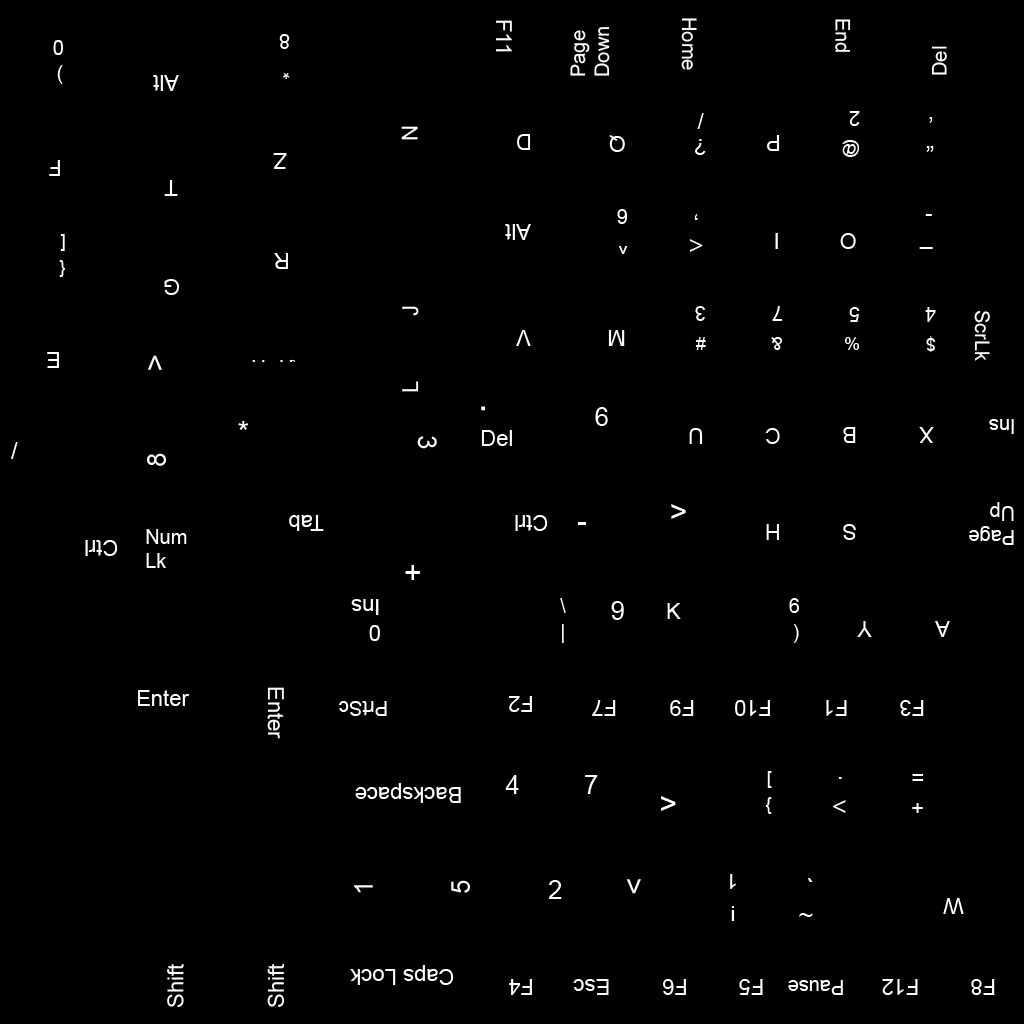 0
(
Alt
8
*
F11
Page
Down
Home
End
Del
F
T
Z
N
D
Q
/
?
P
2
@
,
”
[
{
G
R
Alt
6
^
,
<
I
O
-
_
E
<
J
V
M
3
#
7
&
5
%
4
$
ScrLk
L
/
8
*
3
.
Del
6
U
C
B
X
Ins
Ctrl
Num
Lk
Tab
+
Ctrl
-
>
H
S
Page
Up
Ins
0
\
|
9
K
9
)
Y
A
Enter
Enter
PrtSc
F2
F7
F9
F10
F1
F3
Backspace
4
7
>
[
{
.
<
=
+
1
5
2
>
1
!
`
~
W
Shift
Shift
Caps Lock
F4
Esc
F6
F5
Pause
F12
F8